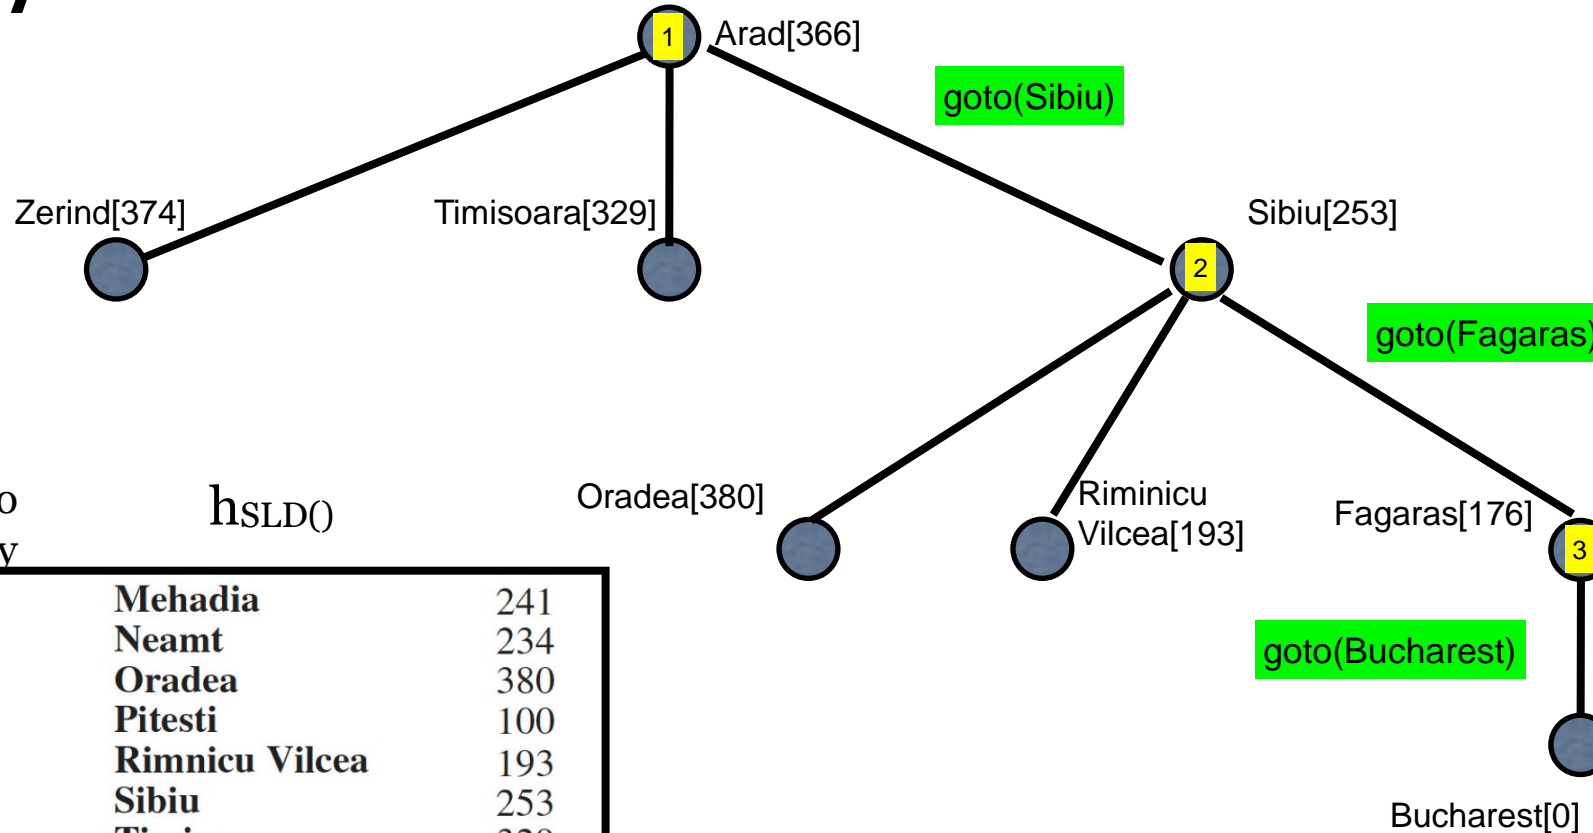 1
Arad[366]
goto(Sibiu)
Zerind[374]
Timisoara[329]
Sibiu[253]
2
goto(Fagaras)
Oradea[380]
Riminicu
Vilcea[193]
Fagaras[176]
3
hSLD()
goto(Bucharest)
Bucharest[0]
Mehadia 241
Neamt 234
Oradea 380
Pitesti 100
Rimnicu Vilcea 193
Sibiu 253